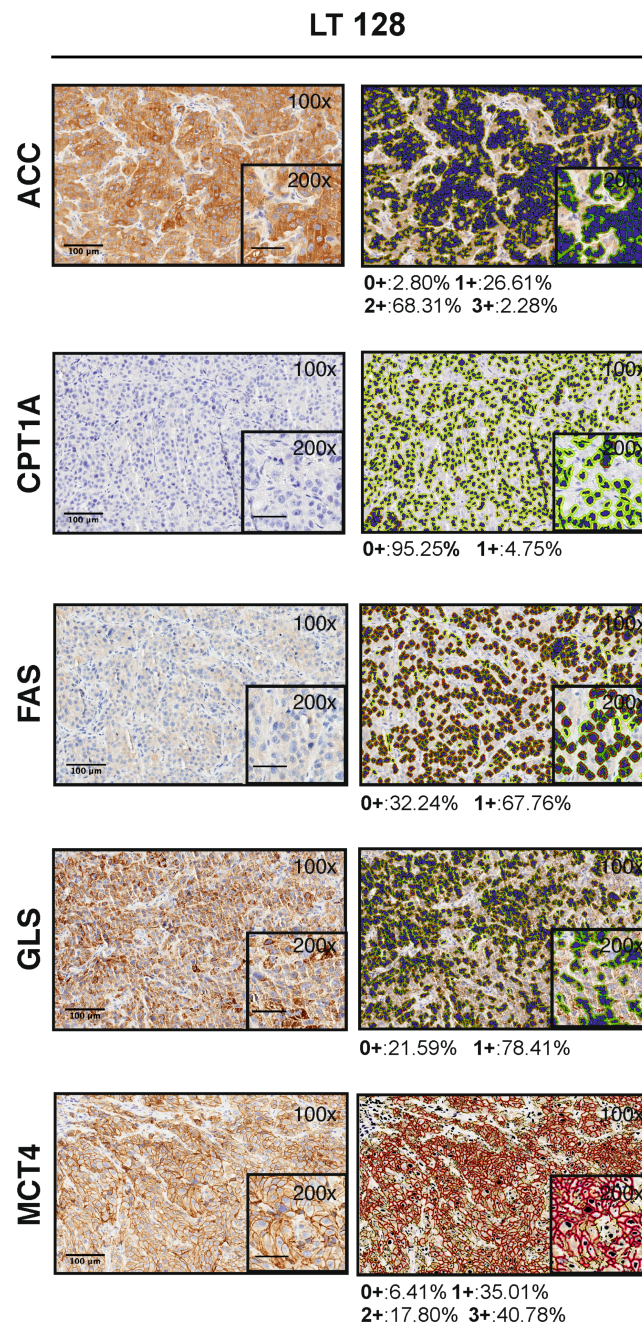 LT 128
ACC
100x
200x
100 µm
100x
200x
0+:2.80% 1+:26.61%
2+:68.31% 3+:2.28%
CPT1A
100x
200x
100 µm
100x
200x
0+:95.25% 1+:4.75%
FAS
100x
200x
100 µm
100x
200x
0+:32.24% 1+:67.76%
GLS
100x
200x
100 µm
100x
200x
0+:21.59% 1+:78.41%
MCT4
100x
200x
100 µm
100x
200x
0+:6.41% 1+:35.01%
2+:17.80% 3+:40.78%